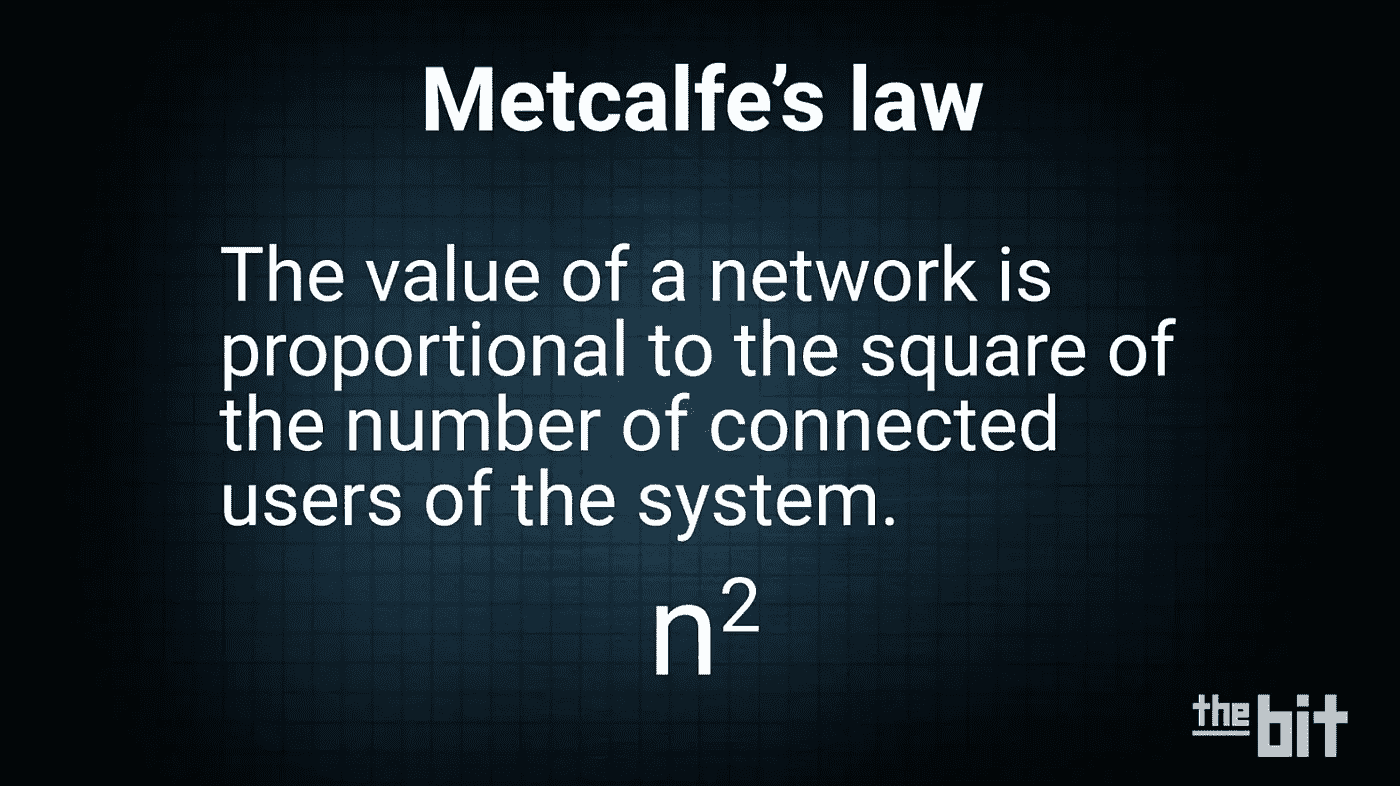 Metcalfe’s law
The value of a network is
proportional to the square of
the number of connected
users of the system.
n²
the bit